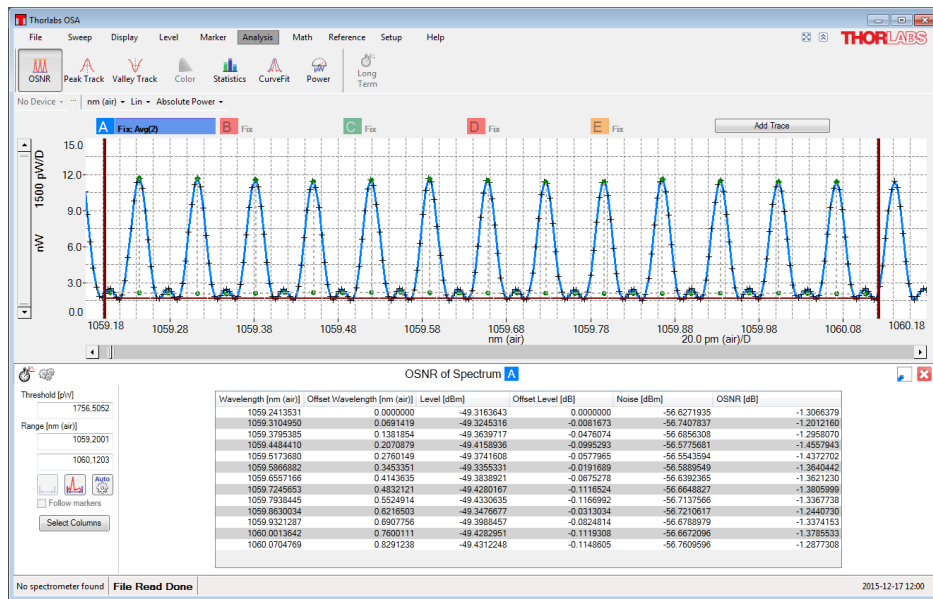 Thorlabs OSA
File Sweep Display Level Marker Analysis Math Reference Setup Help
THORLABS
OSNR Peak Track Valley Track Color Statistics CurveFit Power Long Term
No Device ··· nm (air) Lin Absolute Power
A Fix; Avg(2) B Fix C Fix D Fix E Fix Add Trace
15.0
12.0
9.0
6.0
3.0
0.0
1500 pW/D
nW
1059.18 1059.28 1059.38 1059.48 1059.58 1059.68 1059.78 1059.88 1059.98 1060.08 1060.18
nm (air) 20.0 pm (air)/D
OSNR of Spectrum A
Threshold [pW]
1756,5052
Range [nm (air)]
1059,2001
1060,1203
Auto
Follow markers
Select Columns
Wavelength [nm (air)] Offset Wavelength [nm (air)] Level [dBm] Offset Level [dB] Noise [dBm] OSNR [dB]
1059.2413531 0.0000000 -49.3163643 0.0000000 -56.6271935 -1.3066379
1059.3104950 0.0691419 -49.3245316 -0.0081673 -56.7407837 -1.2012160
1059.3795385 0.1381854 -49.3639717 -0.0476074 -56.6856308 -1.2958070
1059.4484410 0.2070879 -49.4158936 -0.0995293 -56.5775681 -1.4557943
1059.5173680 0.2760149 -49.3741608 -0.0577965 -56.5543594 -1.4372702
1059.5866882 0.3453351 -49.3355331 -0.0191689 -56.5889549 -1.3640442
1059.6557166 0.4143635 -49.3838921 -0.0675278 -56.6392365 -1.3621230
1059.7245653 0.4832121 -49.4280167 -0.1116524 -56.6648827 -1.3805999
1059.7938445 0.5524914 -49.4330635 -0.1166992 -56.7137566 -1.3367738
1059.8630034 0.6216503 -49.3476677 -0.0313034 -56.7210617 -1.2440730
1059.9321287 0.6907756 -49.3988457 -0.0824814 -56.6788979 -1.3374153
1060.0013642 0.7600111 -49.4282951 -0.1119308 -56.6672096 -1.3785533
1060.0704769 0.8291238 -49.4312248 -0.1148605 -56.7609596 -1.2877308
No spectrometer found File Read Done 2015-12-17 12:00